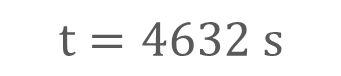 t = 4632 s